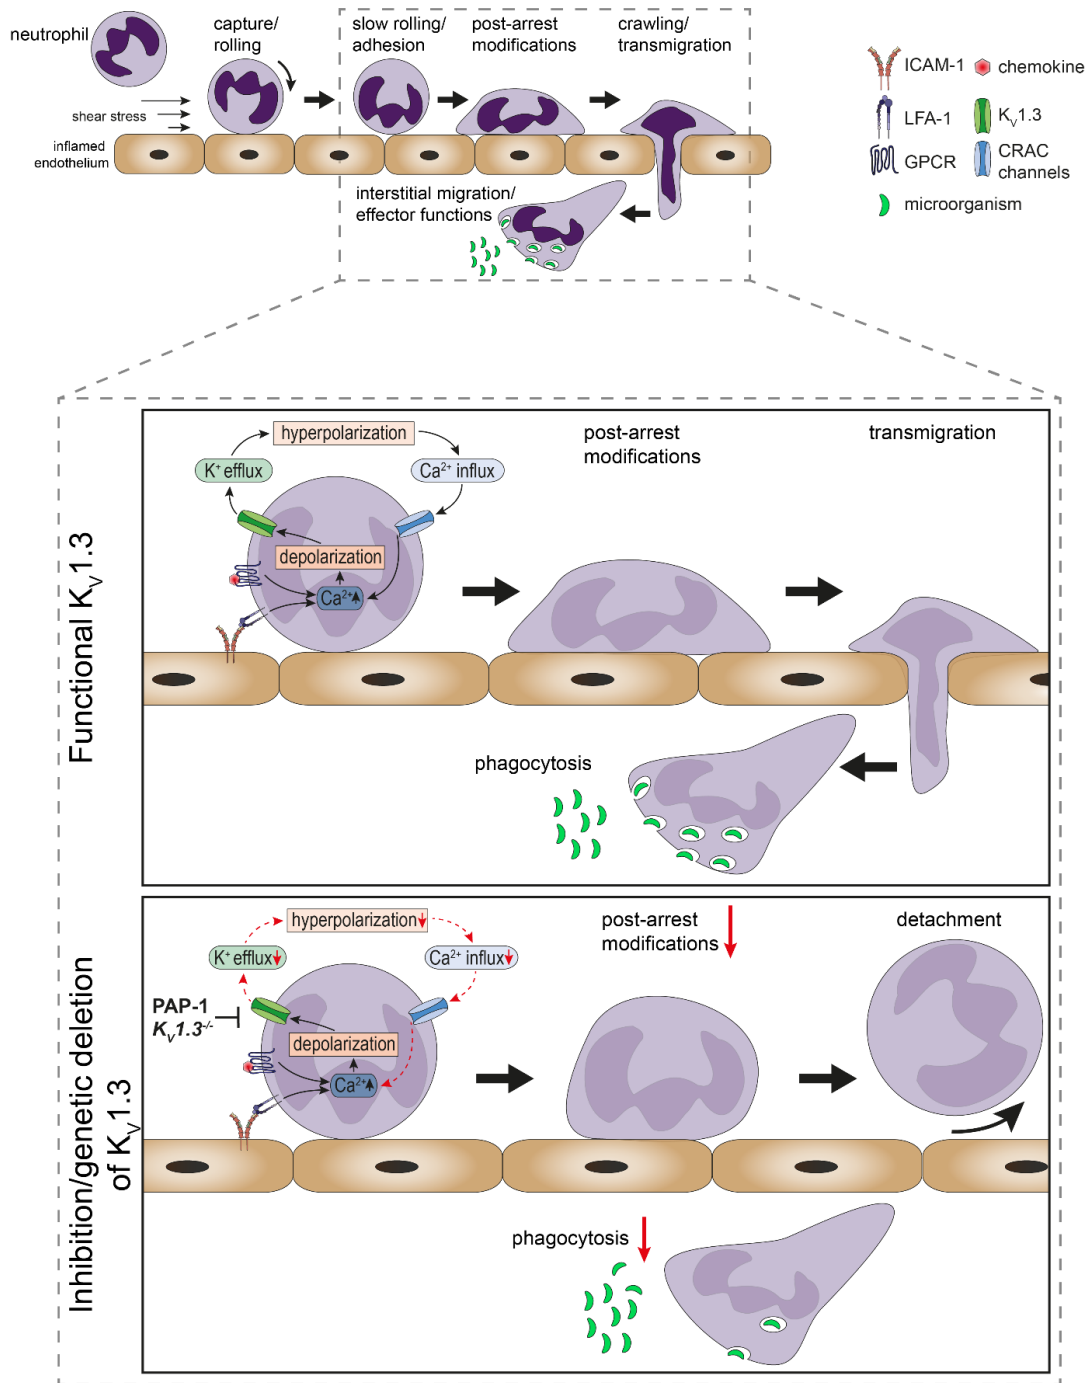 neutrophil
capture/
rolling
slow rolling/
adhesion
post-arrest
modifications
crawling/
transmigration
shear stress
inflamed
endothelium
interstitial migration/
effector functions
ICAM-1
chemokine
LFA-1
Kᵥ1.3
GPCR
CRAC
channels
microorganism
Functional Kᵥ1.3
hyperpolarization
K⁺ efflux
Ca²⁺ influx
depolarization
Ca²⁺
post-arrest
modifications
transmigration
phagocytosis
Inhibition/genetic deletion
of Kᵥ1.3
hyperpolarization
K⁺ efflux
Ca²⁺ influx
PAP-1
Kᵥ1.3⁻/⁻
depolarization
Ca²⁺
post-arrest
modifications
detachment
phagocytosis